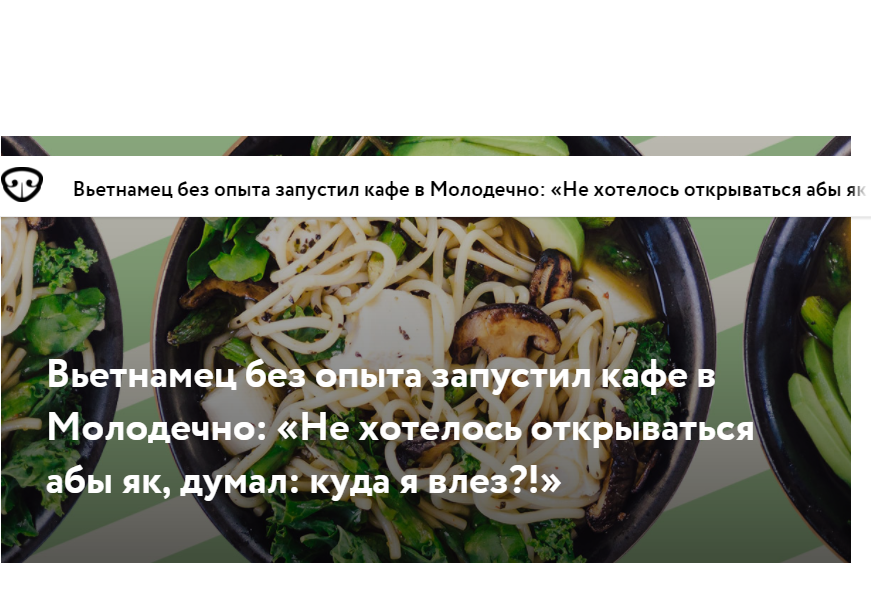 Вьетнамец без опыта запустил кафе в Молодечно: «Не хотелось открываться абы як
Вьетнамец без опыта запустил кафе в
Молодечно: «Не хотелось открываться
абы як, думал: куда я влез?!»